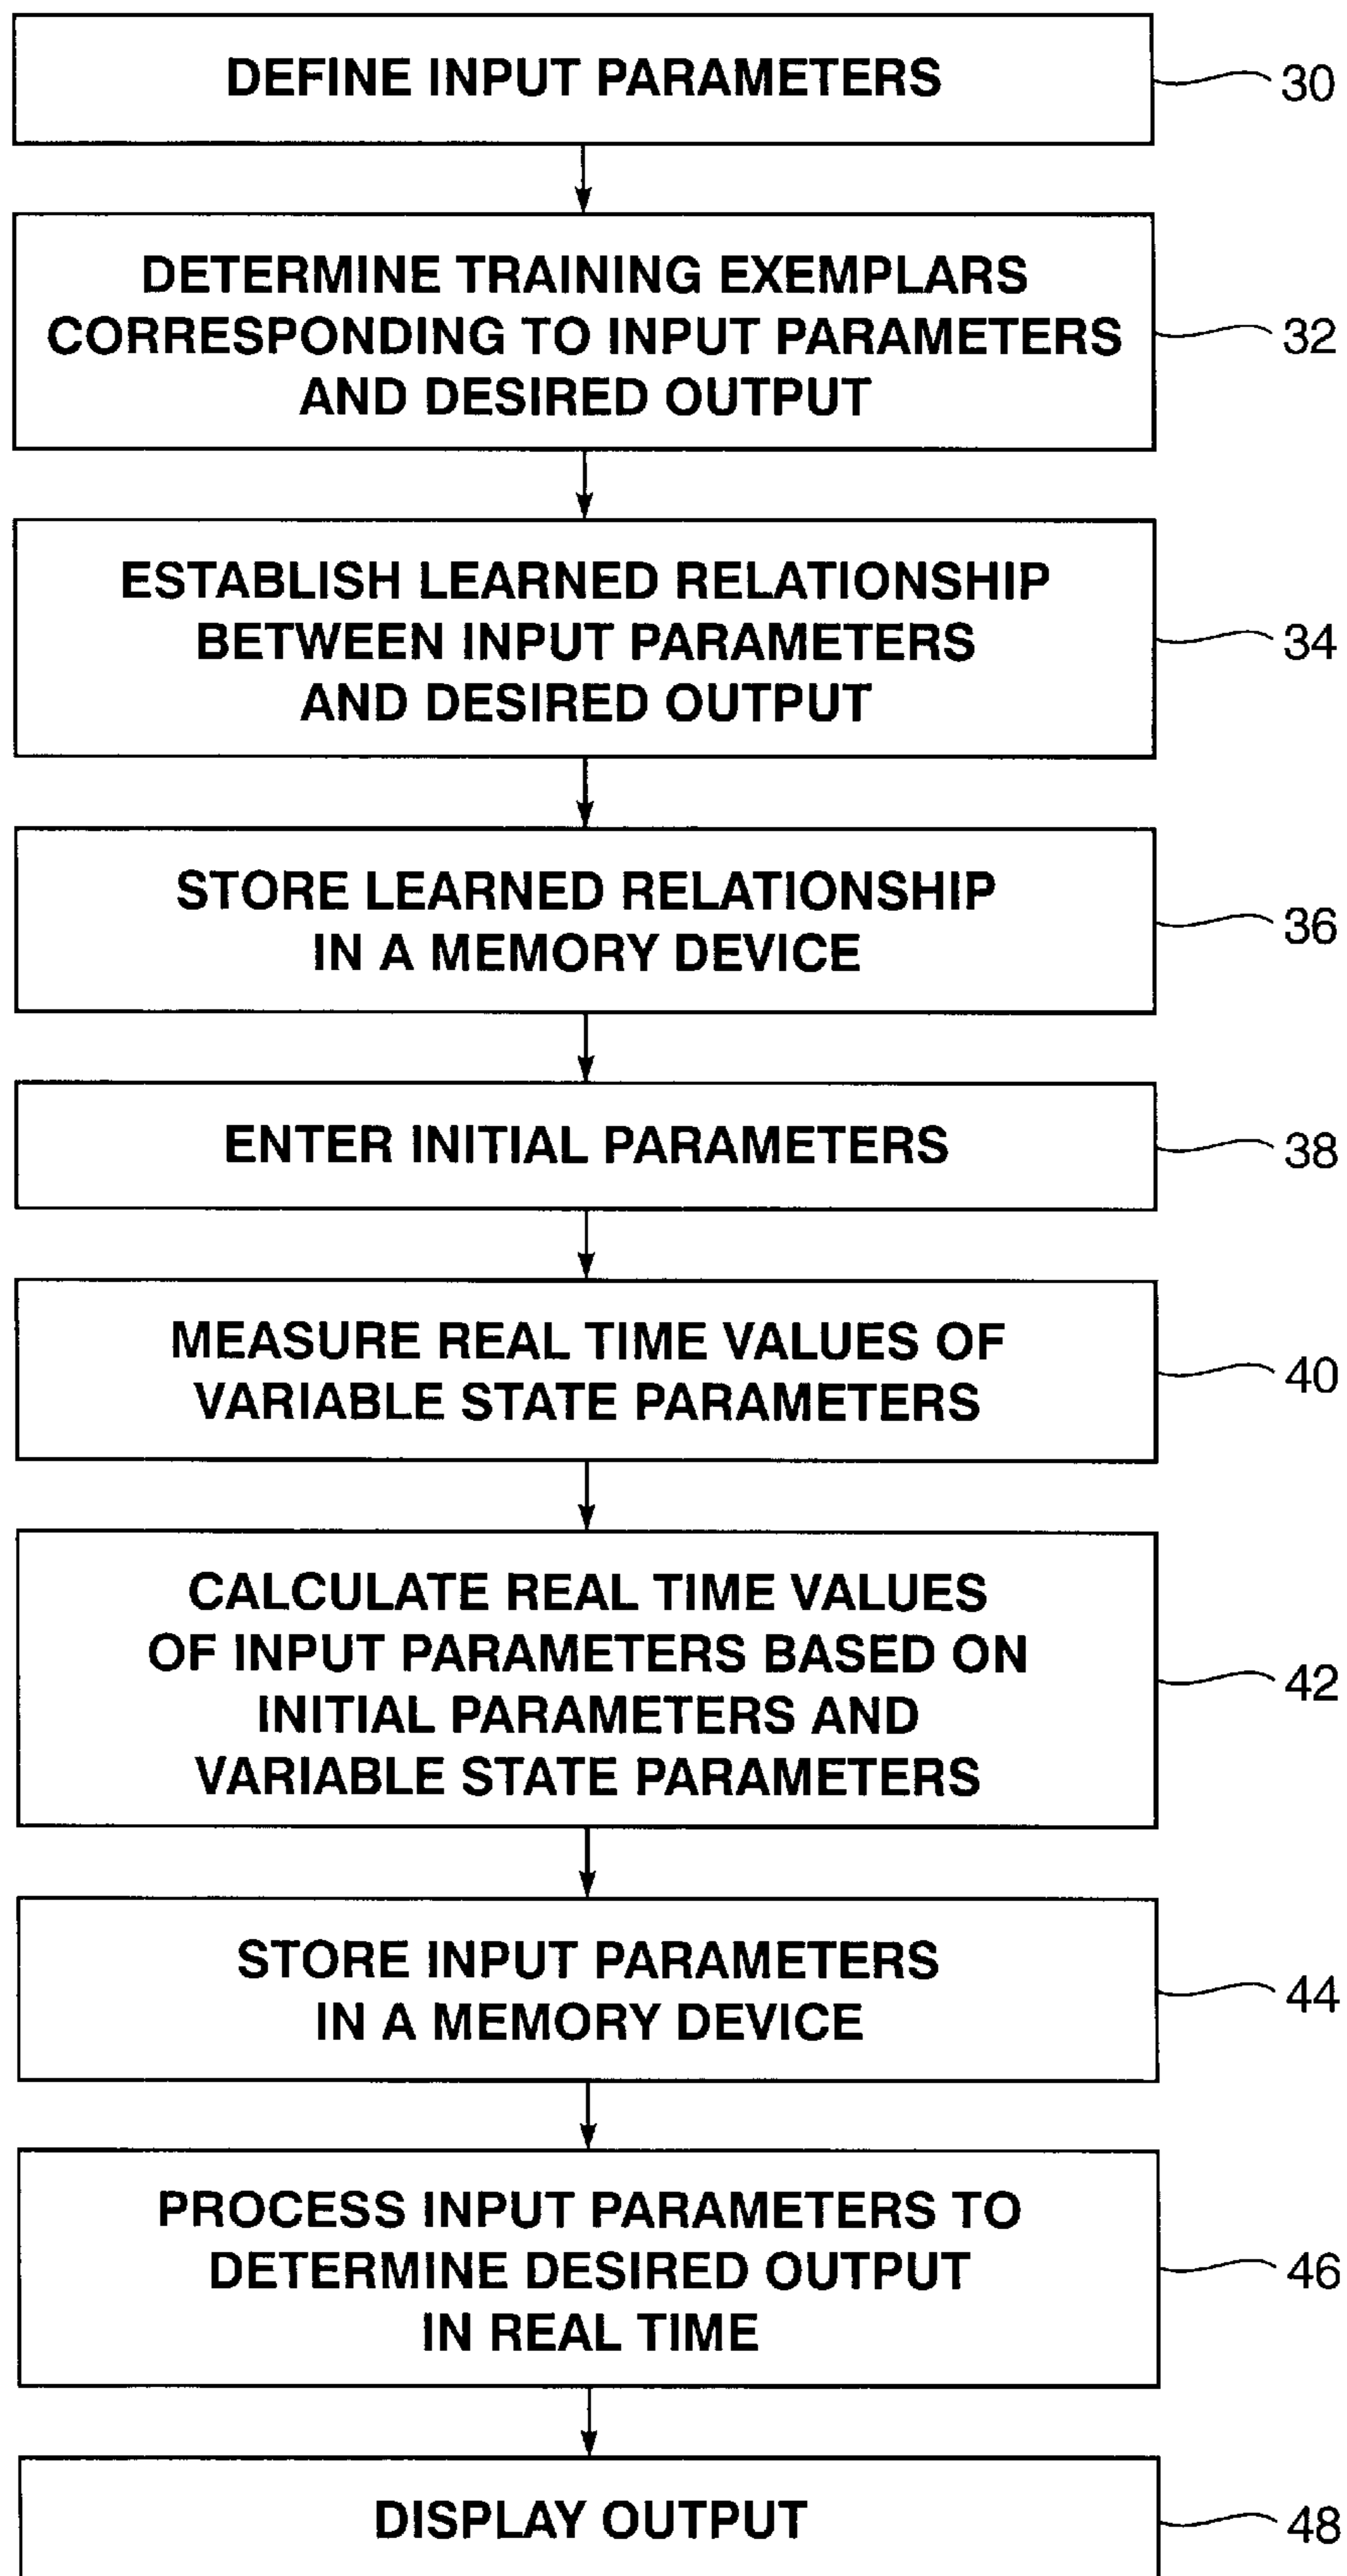 DEFINE INPUT PARAMETERS
30
DETERMINE TRAINING EXEMPLARS
CORRESPONDING TO INPUT PARAMETERS
AND DESIRED OUTPUT
32
ESTABLISH LEARNED RELATIONSHIP
BETWEEN INPUT PARAMETERS
AND DESIRED OUTPUT
34
STORE LEARNED RELATIONSHIP
IN A MEMORY DEVICE
36
ENTER INITIAL PARAMETERS
38
MEASURE REAL TIME VALUES OF
VARIABLE STATE PARAMETERS
40
CALCULATE REAL TIME VALUES
OF INPUT PARAMETERS BASED ON
INITIAL PARAMETERS AND
VARIABLE STATE PARAMETERS
42
STORE INPUT PARAMETERS
IN A MEMORY DEVICE
44
PROCESS INPUT PARAMETERS TO
DETERMINE DESIRED OUTPUT
IN REAL TIME
46
DISPLAY OUTPUT
48